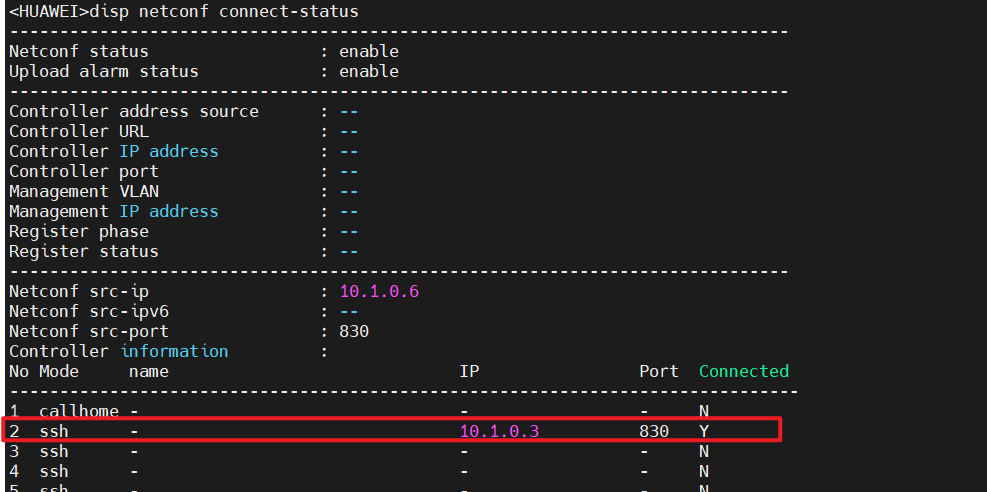 <HUAWEI>disp netconf connect-status
-------------------------------------------------------------------------------
Netconf status                 : enable
Upload alarm status            : enable
-------------------------------------------------------------------------------
Controller address source      : --
Controller URL                 : --
Controller IP address          : --
Controller port                : --
Management VLAN                : --
Management IP address          : --
Register phase                 : --
Register status                : --
-------------------------------------------------------------------------------
Netconf src-ip                 : 10.1.0.6
Netconf src-ipv6               : --
Netconf src-port               : 830
Controller information         :
No Mode     name                             IP                Port  Connected
-------------------------------------------------------------------------------
1  callhome -                                -                 -     N
2  ssh      -                                10.1.0.3          830   Y
3  ssh      -                                -                 -     N
4  ssh      -                                -                 -     N
5  ssh      -                                -                 -     N